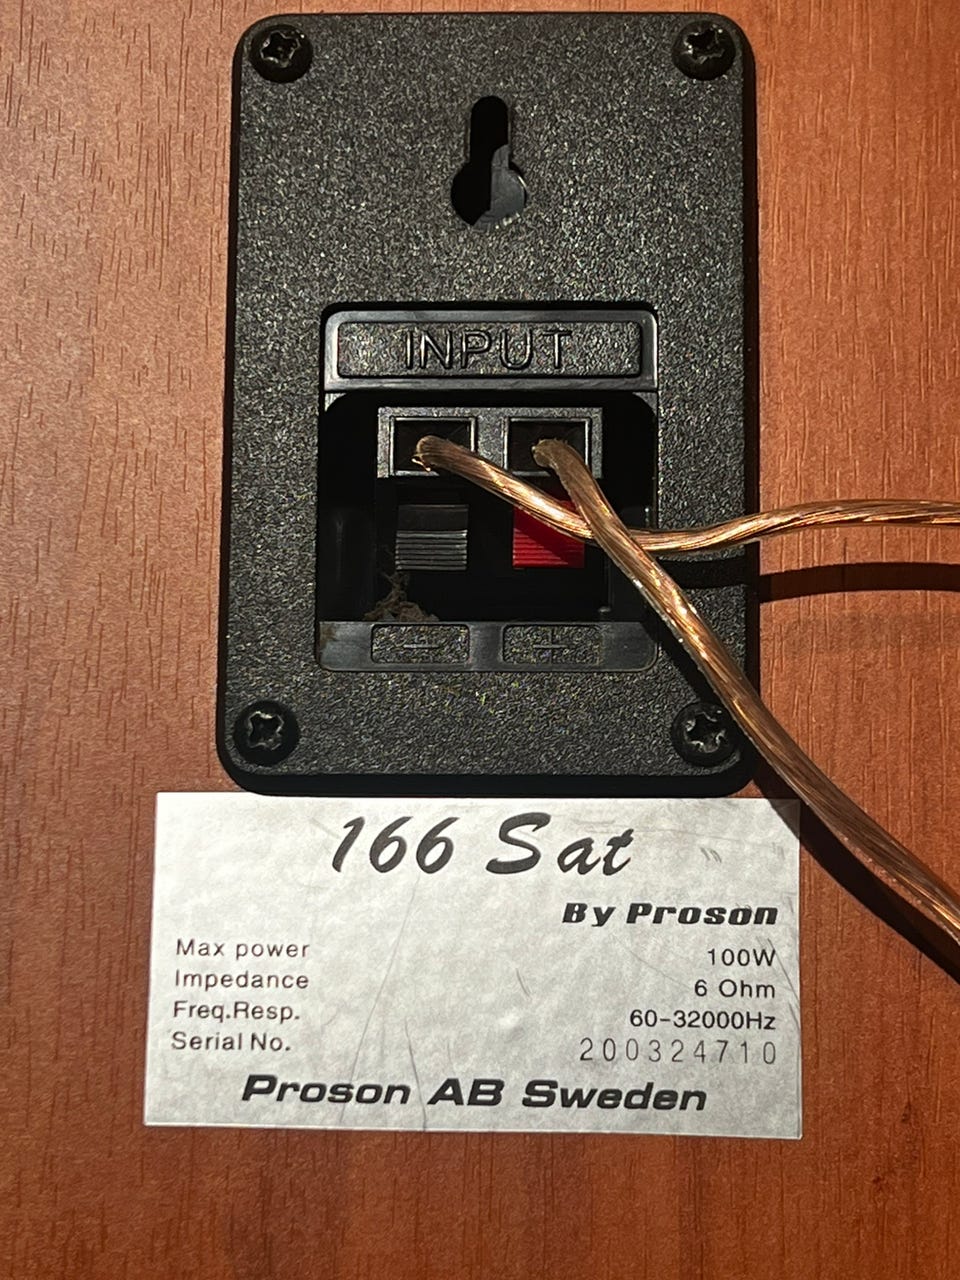 INPUT
- +
166 Sat
By Proson
Max power 100W
Impedance 6 Ohm
Freq.Resp. 60-32000Hz
Serial No. 200324710
Proson AB Sweden